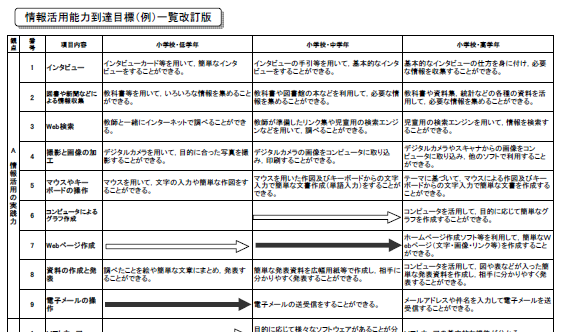 情報活用能力到達目標(例)一覧改訂版
観点
番号
項目内容
小学校・低学年
小学校・中学年
小学校・高学年
A 情報活用の実践力
1
インタビュー
インタビューカード等を用いて、簡単なインタ
ビューをすることができる。
インタビューの手引等を用いて、基本的なインタ
ビューをすることができる。
基本的なインタビューの仕方を身に付け、必要
な情報を収集することができる。
2
図書や新聞などに
よる情報収集
教科書等を用いて、いろいろな情報を集めること
ができる。
教科書や図書館の本などを利用して、必要な情
報を集めることができる。
教科書や資料集、統計などの各種の資料を活
用して、必要な情報を集めることができる。
3
Web検索
教師と一緒にインターネットで調べることができ
る。
教師が準備したリンク集や児童用の検索エンジ
ンなどを用いて、調べることができる。
児童用の検索エンジンを用いて、情報を検索す
ることができる。
4
撮影と画像の加
工
デジタルカメラを用いて、目的に合った写真を撮
影することができる。
デジタルカメラの画像をコンピュータに取り込
み、印刷することができる。
デジタルカメラやスキャナからの画像をコン
ピュータに取り込み、他のソフトで利用すること
ができる。
5
マウスやキー
ボードの操作
マウスを用いて、文字の入力や簡単な作図をす
ることができる。
マウスを用いた作図及びキーボードからの文字
入力で簡単な文書作成(単語入力)をすることが
できる。
テーマに基づいて、マウスによる作図及びキー
ボードからの文字入力で簡単な文書を作成する
ことができる。
6
コンピュータによる
グラフ作成
コンピュータを活用して、目的に応じて簡単なグ
ラフを作成することができる。
7
Webページ作成
ホームページ作成ソフト等を利用して、簡単なW
ebページ(文字・画像・リンク等)を作成すること
ができる。
8
資料の作成と発
表
調べたことを絵や簡単な文章にまとめ、発表す
ることができる。
簡単な発表資料を広幅用紙等で作成し、相手に
分かりやすく発表することができる。
コンピュータを活用して、図や表などが入った簡
単な発表資料を作成し、相手に分かりやすく発
表することができる。
9
電子メールの操
作
電子メールの送受信をすることができる。
メールアドレスや件名を入力して電子メールを送
受信することができる。
目的に応じて様々なソフトウェアがあることが分